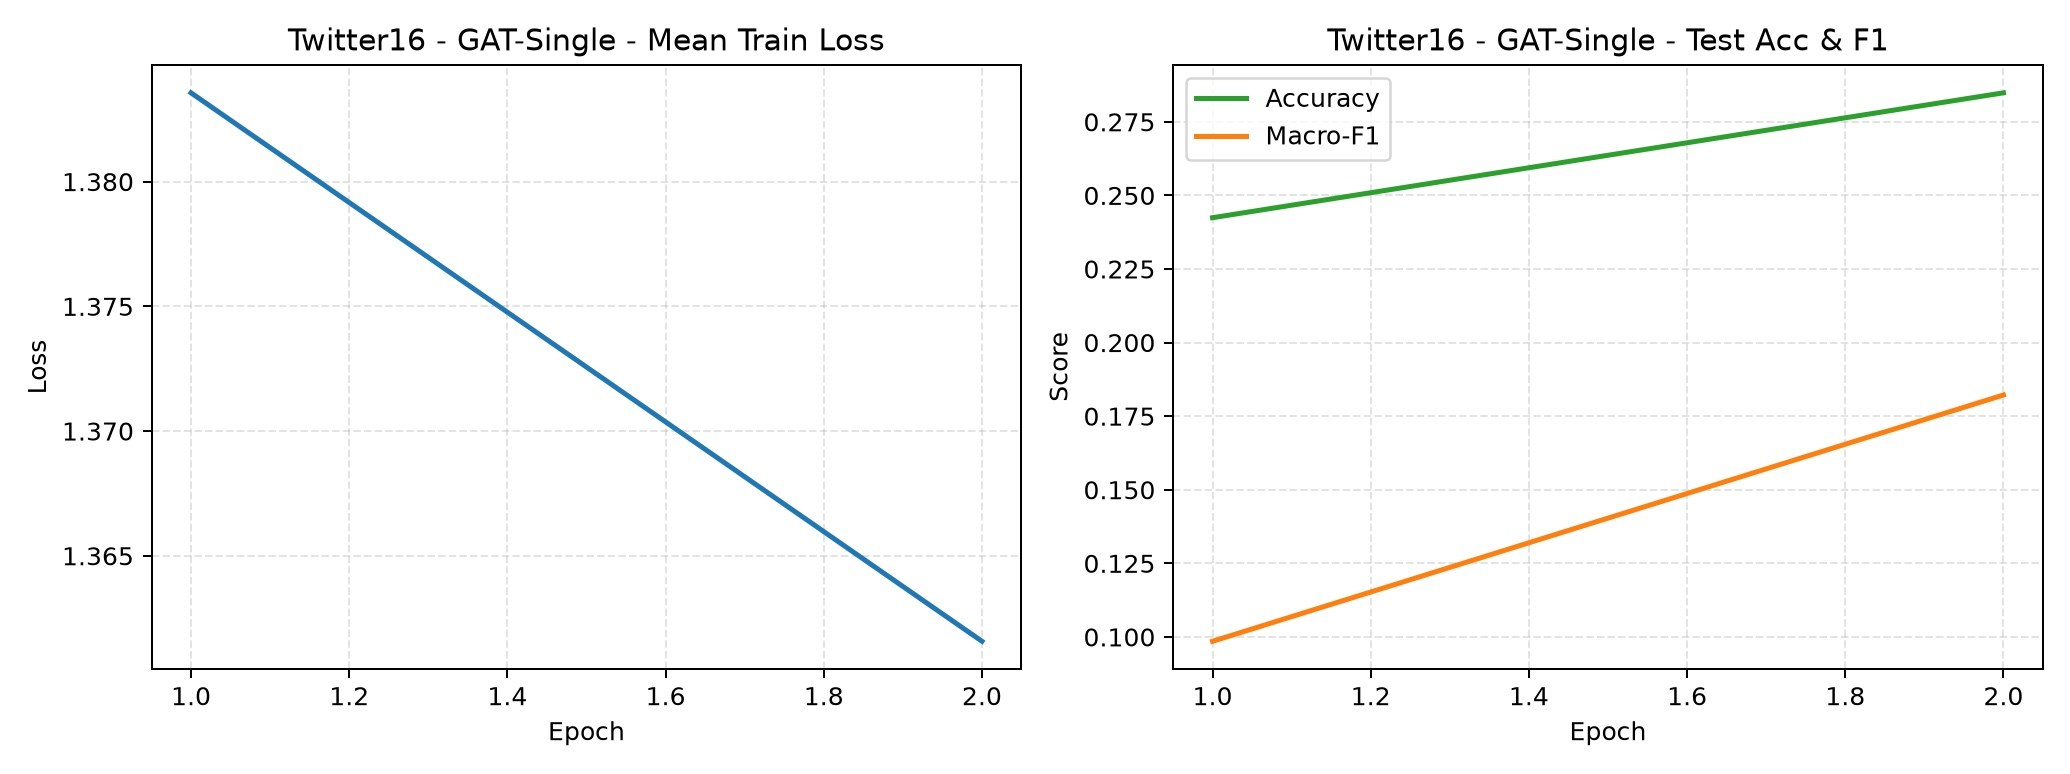 Twitter16 - GAT-Single - Mean Train Loss
1.380
1.375
1.370
1.365
Loss
1.0 1.2 1.4 1.6 1.8 2.0
Epoch
Twitter16 - GAT-Single - Test Acc & F1
Accuracy
Macro-F1
0.275
0.250
0.225
0.200
0.175
0.150
0.125
0.100
Score
1.0 1.2 1.4 1.6 1.8 2.0
Epoch